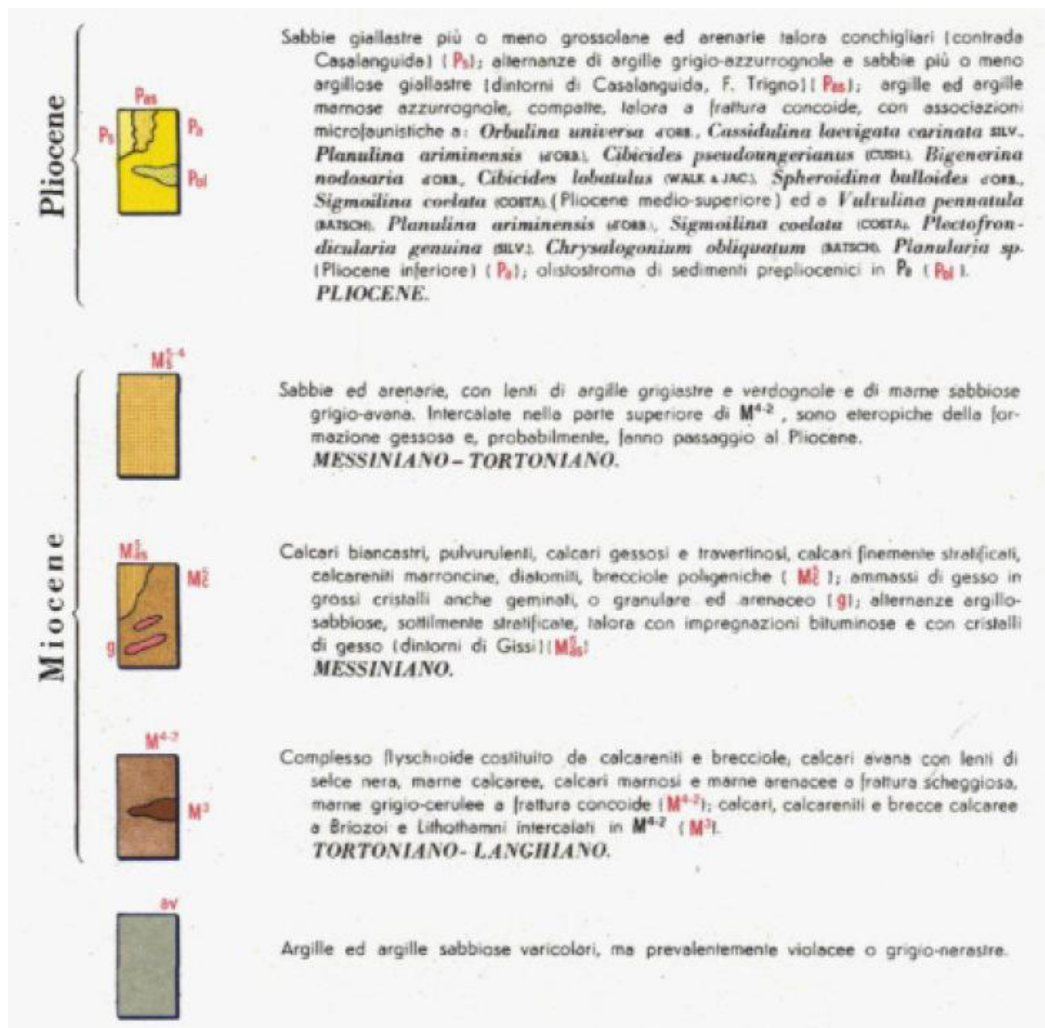 Pliocene
Pas
Ps
Pa
Pol
Sabbie giallastre più o meno grossolane ed arenarie talora conchigliari (contrada
Casalanguida) (Ps); alternanze di argille grigio-azzurrognole e sabbie più o meno
argillose giallastre (dintorni di Casalanguida, F. Trigno) (Pas); argille ed argille
marnose azzurrognole, compatte, talora a frattura concoide, con associazioni
microfaunistiche a: Orbulina universa d'ORB., Cassidulina laevigata carinata SILV.,
Planulina ariminensis (d'ORB.), Cibicides pseudoungerianus (CUSH.), Bigenerina
nodosaria d'ORB., Cibicides lobatulus (WALK & JAC.), Spheroidina bulloides d'ORB.,
Sigmoilina coelata (COSTA), (Pliocene medio-superiore) ed a Vulvulina pennatula
(BATSCH), Planulina ariminensis (d'ORB.), Sigmoilina coelata (COSTA), Plectofron-
dicularia genuina (SILV.), Chrysalogonium obliquatum (BATSCH), Planularia sp.
(Pliocene inferiore) (Pa); olistostroma di sedimenti prepliocenici in Pa (Pol).
PLIOCENE.
Miocene
M5-4s
Sabbie ed arenarie, con lenti di argille grigiastre e verdognole e di marne sabbiose
grigio-avana. Intercalate nella parte superiore di M4-2, sono eteropiche della for-
mazione gessosa e, probabilmente, fanno passaggio al Pliocene.
MESSINIANO – TORTONIANO.
M5as
M5c
g
Calcari biancastri, pulvurulenti, calcari gessosi e travertinosi, calcari finemente stratificati,
calcareniti marroncine, diatomiti, brecciole poligeniche (M5c); ammassi di gesso in
grossi cristalli anche geminati, o granulare ed arenaceo (g); alternanze argillo-
sabbiose, sottilmente stratificate, talora con impregnazioni bituminose e con cristalli
di gesso (dintorni di Gissi) (M5as)
MESSINIANO.
M4-2
M3
Complesso flyschioide costituito da calcareniti e brecciole, calcari avana con lenti di
selce nera, marne calcaree, calcari marnosi e marne arenacee a frattura scheggiosa,
marne grigio-cerulee a frattura concoide (M4-2); calcari, calcareniti e brecce calcaree
a Briozoi e Lithothamni intercalati in M4-2 (M3).
TORTONIANO - LANGHIANO.
av
Argille ed argille sabbiose varicolori, ma prevalentemente violacee o grigio-nerastre.